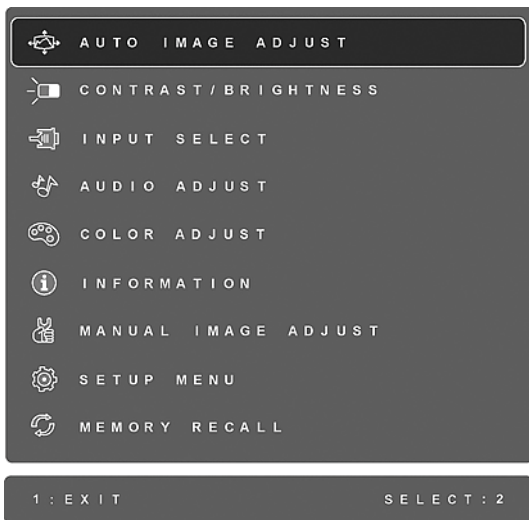 AUTO IMAGE ADJUST
CONTRAST/BRIGHTNESS
INPUT SELECT
AUDIO ADJUST
COLOR ADJUST
INFORMATION
MANUAL IMAGE ADJUST
SETUP MENU
MEMORY RECALL
1:EXIT SELECT:2